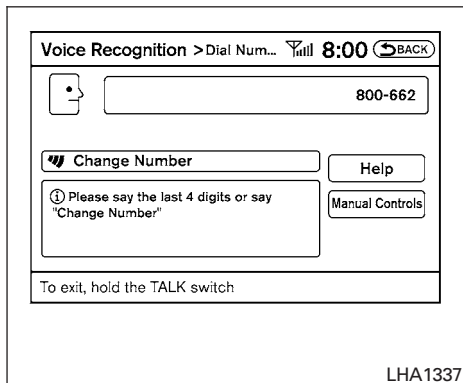 Voice Recognition > Dial Num... 8:00 BACK
800-662
Change Number
Help
ⓘ Please say the last 4 digits or say
"Change Number"
Manual Controls
To exit, hold the TALK switch
LHA1337